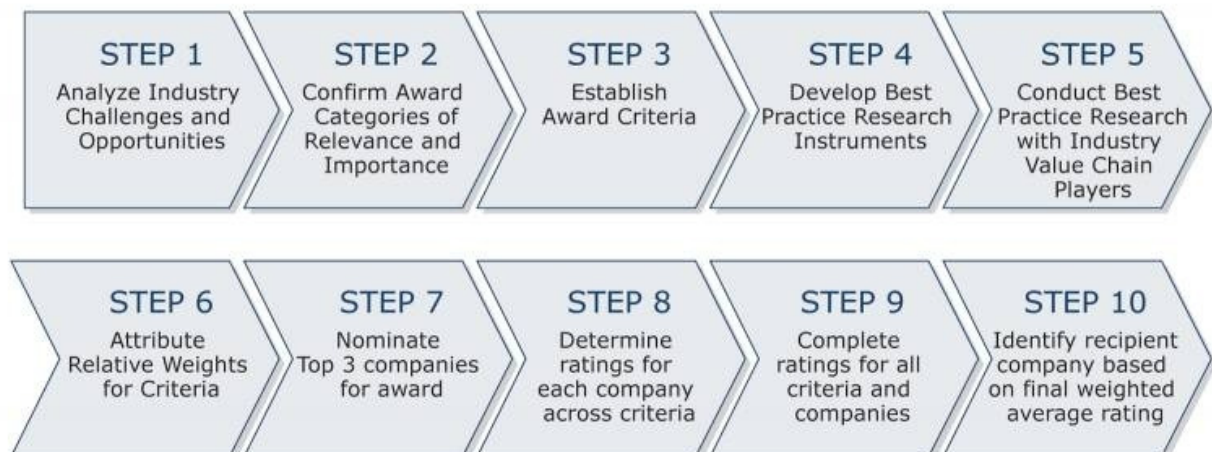 STEP 1
Analyze Industry
Challenges and
Opportunities
STEP 2
Confirm Award
Categories of
Relevance and
Importance
STEP 3
Establish
Award Criteria
STEP 4
Develop Best
Practice Research
Instruments
STEP 5
Conduct Best
Practice Research
with Industry
Value Chain
Players
STEP 6
Attribute
Relative Weights
for Criteria
STEP 7
Nominate
Top 3 companies
for award
STEP 8
Determine
ratings for
each company
across criteria
STEP 9
Complete
ratings for all
criteria and
companies
STEP 10
Identify recipient
company based
on final weighted
average rating